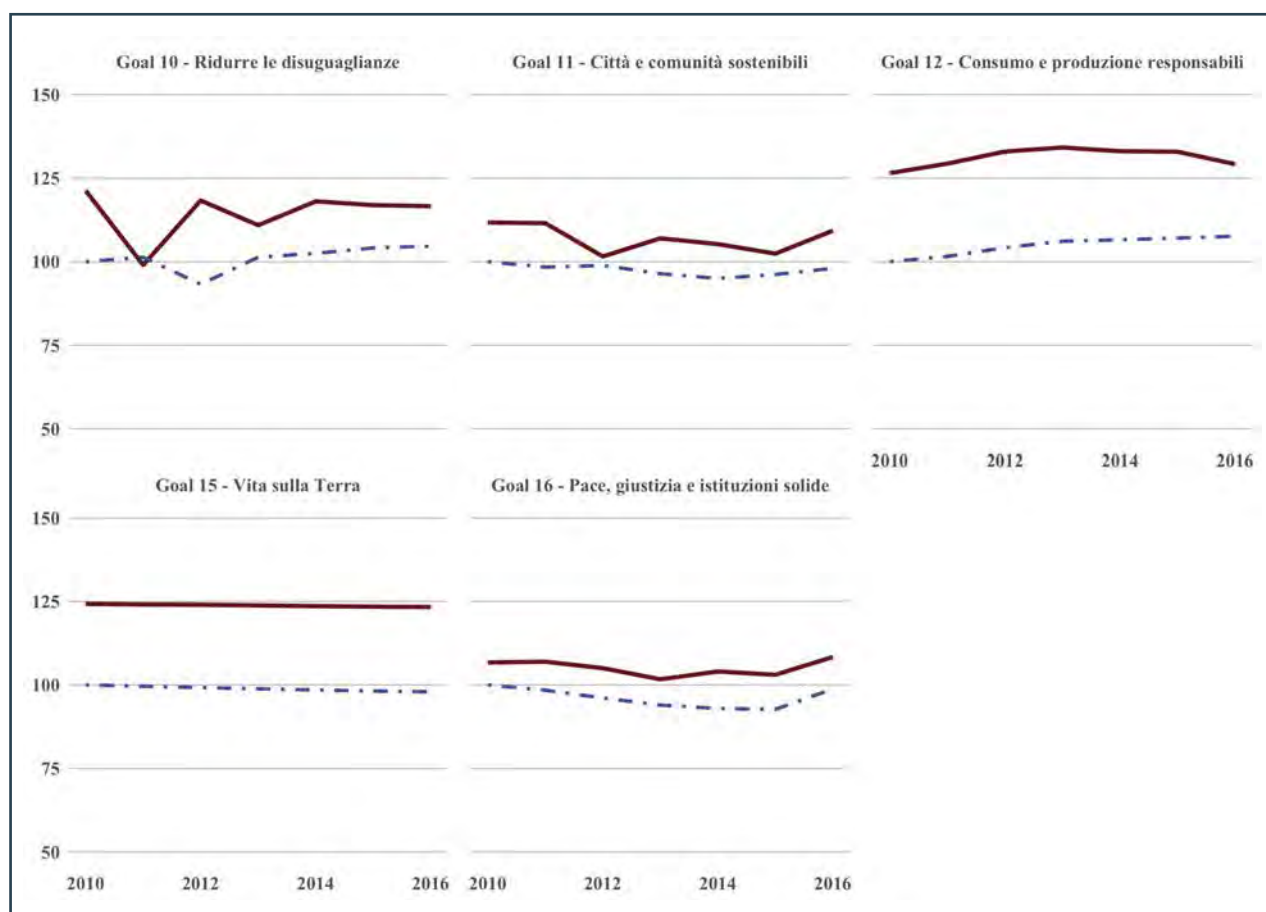 Goal 10 - Ridurre le disuguaglianze
Goal 11 - Città e comunità sostenibili
Goal 12 - Consumo e produzione responsabili
150
125
100
75
50
2010 2012 2014 2016
Goal 15 - Vita sulla Terra
Goal 16 - Pace, giustizia e istituzioni solide
150
125
100
75
50
2010 2012 2014 2016
2010 2012 2014 2016